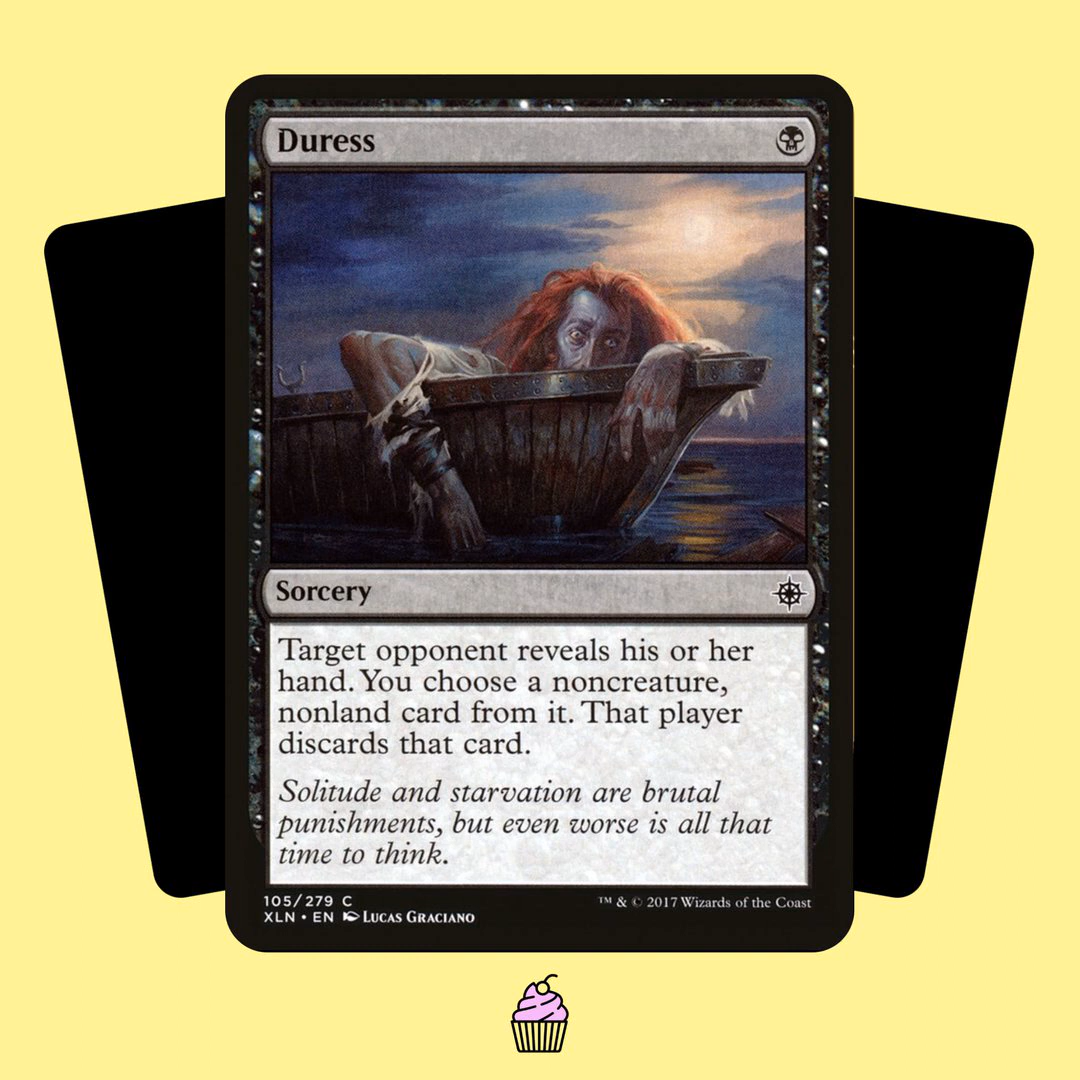 Duress
Sorcery
Target opponent reveals his or her
hand. You choose a noncreature,
nonland card from it. That player
discards that card.
Solitude and starvation are brutal
punishments, but even worse is all that
time to think.
105/279 C
XLN • EN Lucas Graciano
™ & © 2017 Wizards of the Coast